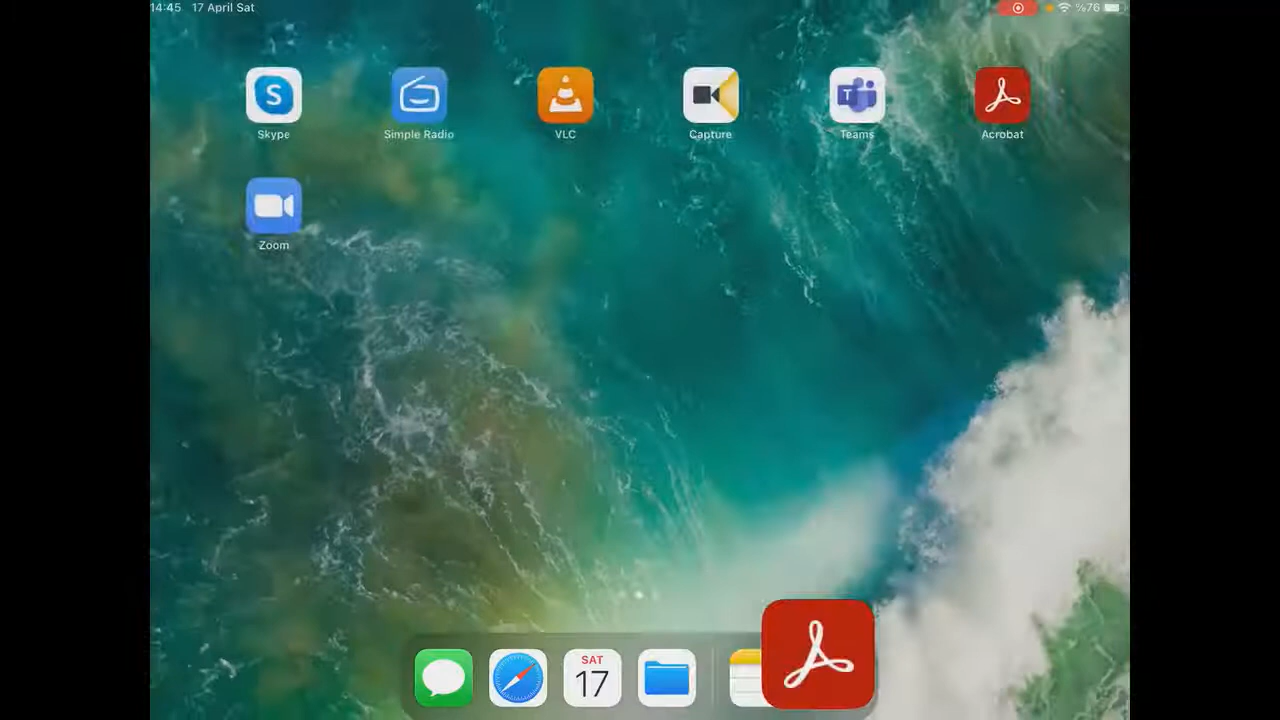 14:45 17 April Sat
%76
S
Skype
Simple Radio
VLC
Capture
T
Teams
Acrobat
Zoom
SAT
17